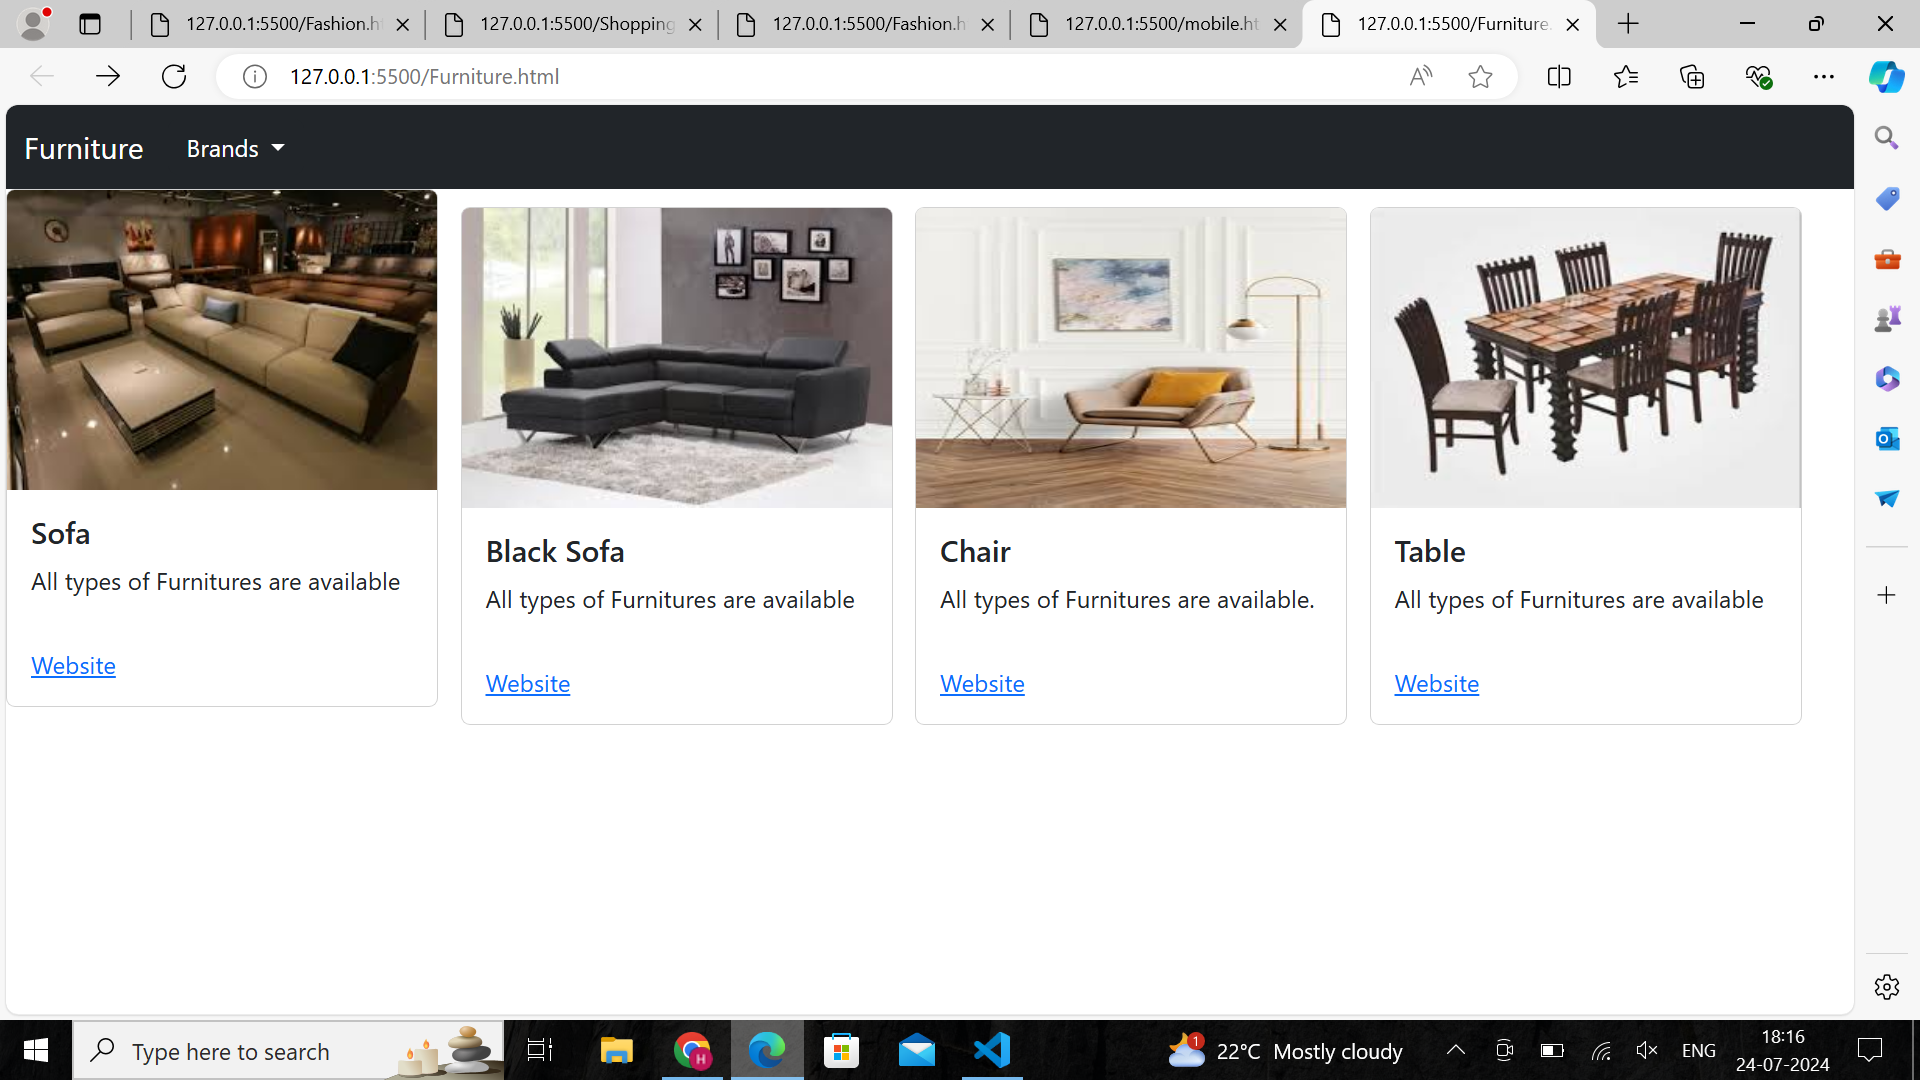 127.0.0.1:5500/Fashion.h
127.0.0.1:5500/Shopping
127.0.0.1:5500/Fashion.h
127.0.0.1:5500/mobile.ht
127.0.0.1:5500/Furniture.
127.0.0.1:5500/Furniture.html
Furniture
Brands
Sofa
All types of Furnitures are available
Website
Black Sofa
All types of Furnitures are available
Website
Chair
All types of Furnitures are available.
Website
Table
All types of Furnitures are available
Website
Type here to search
H
1
22°C Mostly cloudy
ENG
18:16
24-07-2024